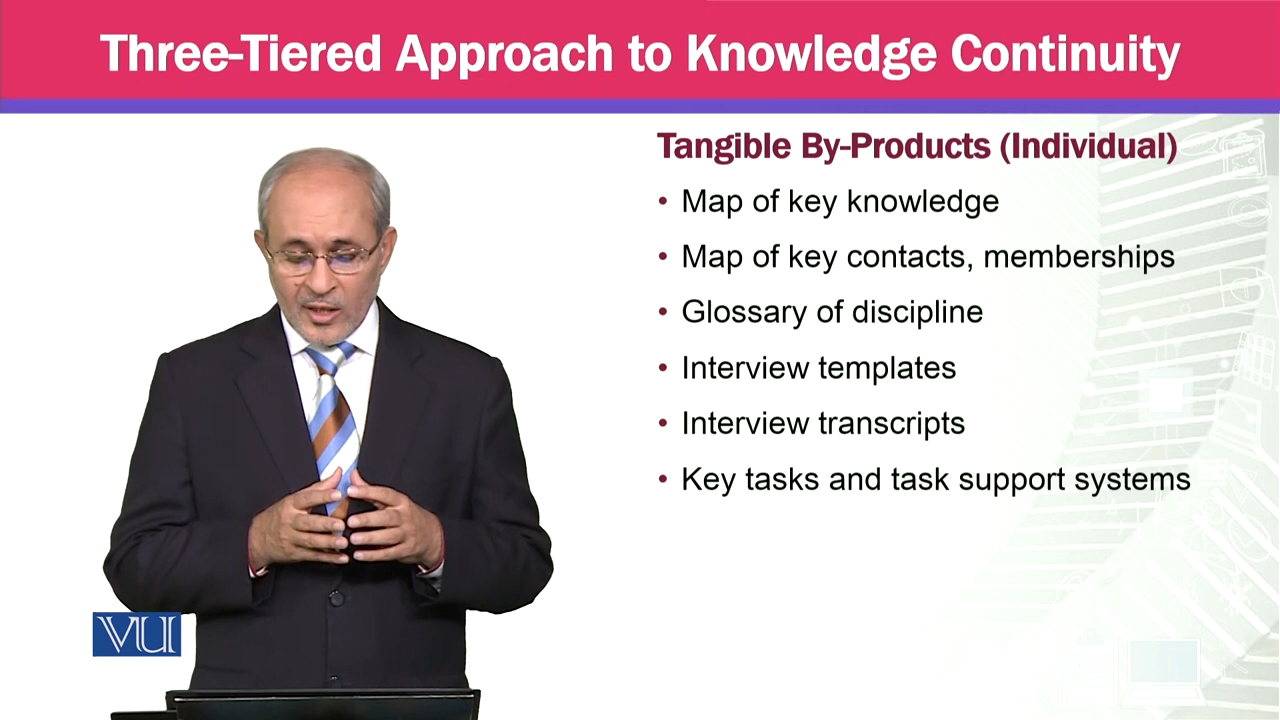 Three-Tiered Approach to Knowledge Continuity
Tangible By-Products (Individual)
• Map of key knowledge
• Map of key contacts, memberships
• Glossary of discipline
• Interview templates
• Interview transcripts
• Key tasks and task support systems
VU